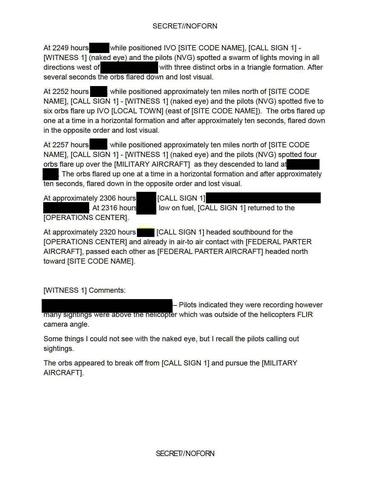 SECRET//NOFORN
At 2249 hours while positioned IVO [SITE CODE NAME], [CALL SIGN 1] -
[WITNESS 1] (naked eye) and the pilots (NVG) spotted a swarm of lights moving in all
directions west of with three distinct orbs in a triangle formation. After
several seconds the orbs flared down and lost visual.
At 2252 hours while positioned approximately ten miles north of [SITE CODE
NAME], [CALL SIGN 1] - [WITNESS 1] (naked eye) and the pilots (NVG) spotted five to
six orbs flare up IVO [LOCAL TOWN] (east of [SITE CODE NAME]). The orbs flared up
one at a time in a horizontal formation and after approximately ten seconds, flared down
in the opposite order and lost visual.
At 2257 hours while positioned approximately ten miles north of [SITE CODE
NAME], [CALL SIGN 1] - [WITNESS 1] (naked eye) and the pilots (NVG) spotted four
orbs flare up over the [MILITARY AIRCRAFT] as they descended to land at
The orbs flared up one at a time in a horizontal formation and after approximately
ten seconds, flared down in the opposite order and lost visual.
At approximately 2306 hours [CALL SIGN 1]
At 2316 hours low on fuel, [CALL SIGN 1] returned to the
[OPERATIONS CENTER].
At approximately 2320 hours [CALL SIGN 1] headed southbound for the
[OPERATIONS CENTER] and already in air-to air contact with [FEDERAL PARTER
AIRCRAFT], passed each other as [FEDERAL PARTER AIRCRAFT] headed north
toward [SITE CODE NAME].
[WITNESS 1] Comments:
– Pilots indicated they were recording however
many sightings were above the helicopter which was outside of the helicopters FLIR
camera angle.
Some things I could not see with the naked eye, but I recall the pilots calling out
sightings.
The orbs appeared to break off from [CALL SIGN 1] and pursue the [MILITARY
AIRCRAFT].
SECRET//NOFORN